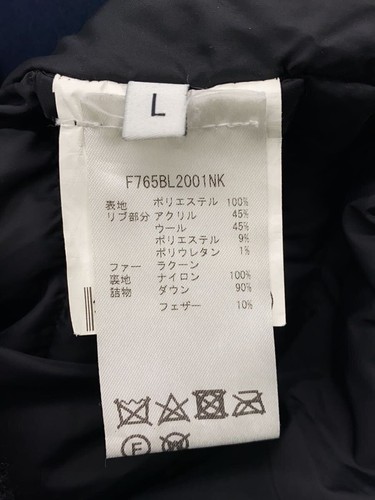 L
F765BL2001NK
表地 ポリエステル 100%
リブ部分 アクリル 45%
ウール 45%
ポリエステル 9%
ポリウレタン 1%
ファー ラクーン
裏地 ナイロン 100%
詰物 ダウン 90%
フェザー 10%
F